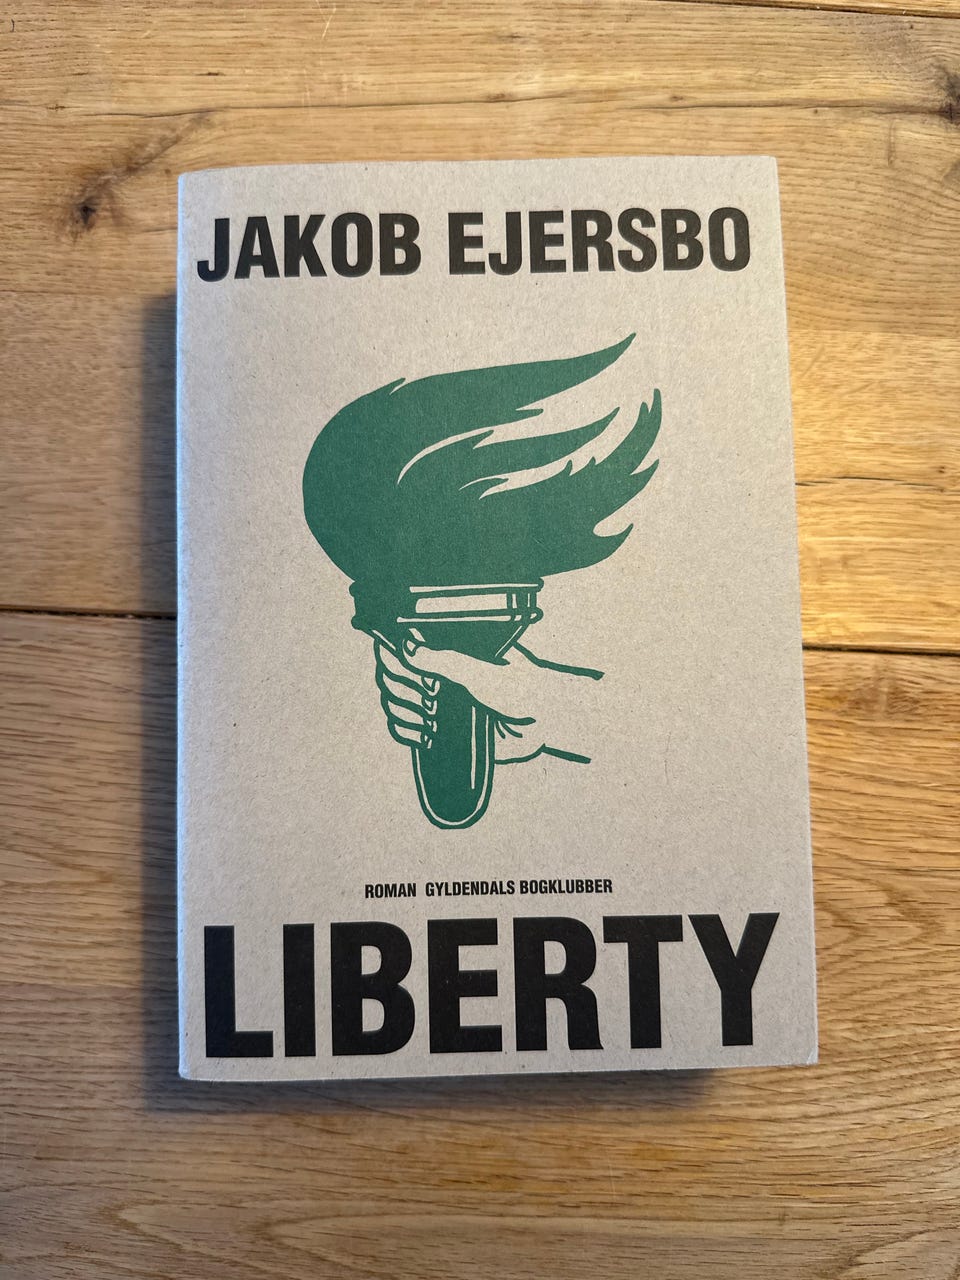 JAKOB EJERSBO
ROMAN GYLDENDALS BOGKLUBBER
LIBERTY